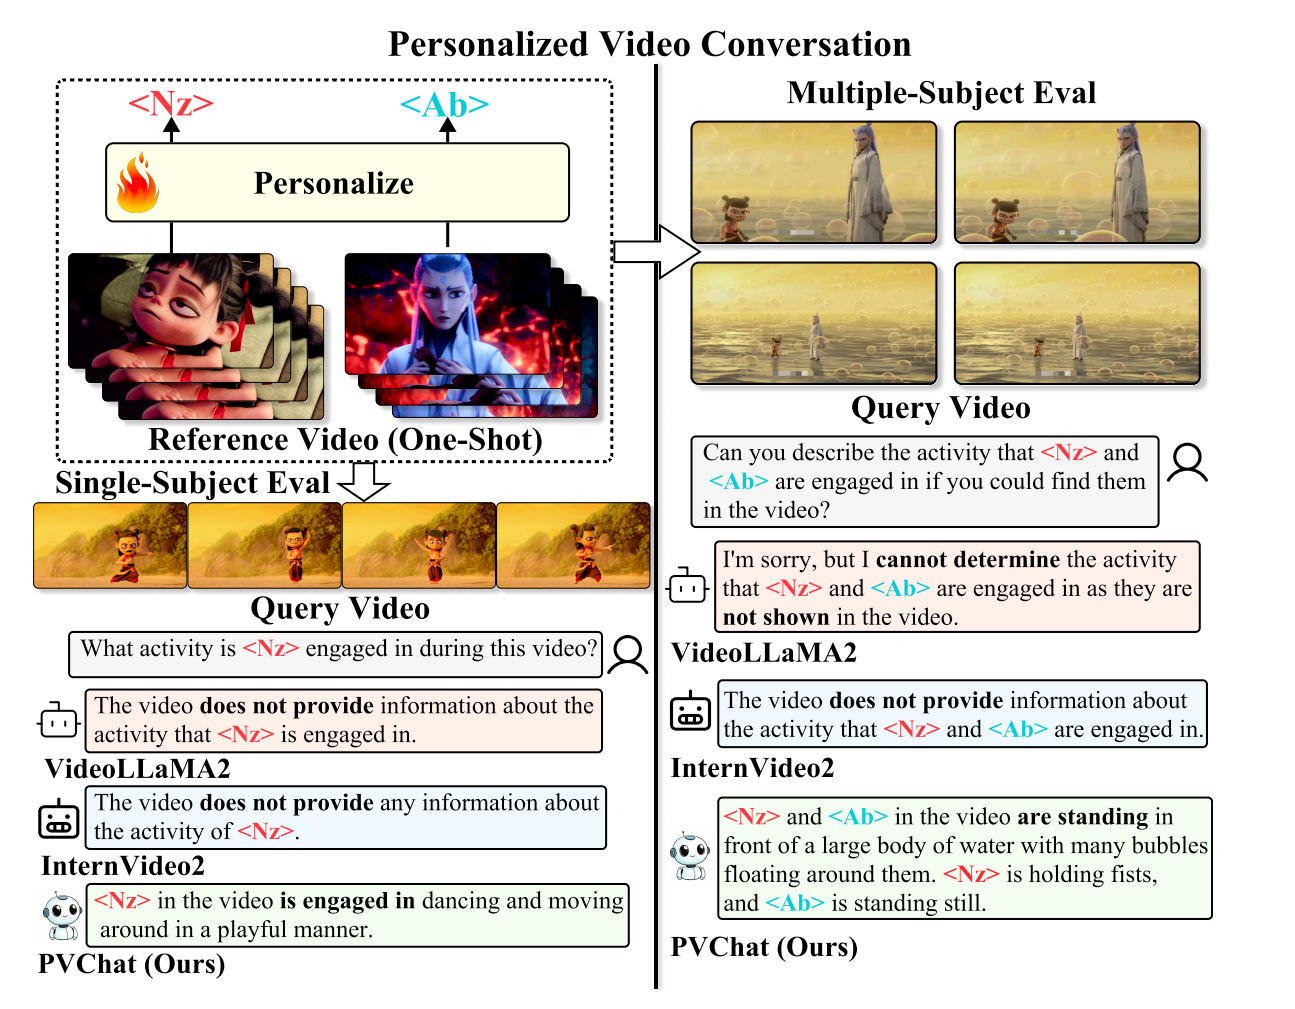 Personalized Video Conversation
<Nz>
<Ab>
Personalize
Reference Video (One-Shot)
Single-Subject Eval
Query Video
What activity is <Nz> engaged in during this video?
The video does not provide information about the
activity that <Nz> is engaged in.
VideoLLaMA2
The video does not provide any information about
the activity of <Nz>.
InternVideo2
<Nz> in the video is engaged in dancing and moving
around in a playful manner.
PVChat (Ours)
Multiple-Subject Eval
Query Video
Can you describe the activity that <Nz> and
<Ab> are engaged in if you could find them
in the video?
I'm sorry, but I cannot determine the activity
that <Nz> and <Ab> are engaged in as they are
not shown in the video.
VideoLLaMA2
The video does not provide information about
the activity that <Nz> and <Ab> are engaged in.
InternVideo2
<Nz> and <Ab> in the video are standing in
front of a large body of water with many bubbles
floating around them. <Nz> is holding fists,
and <Ab> is standing still.
PVChat (Ours)